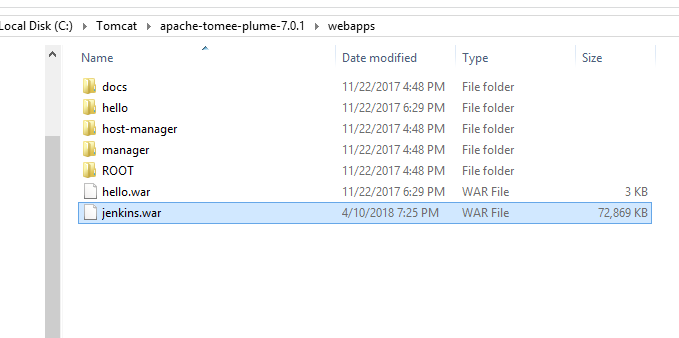 Local Disk (C:) Tomcat apache-tomee-plume-7.0.1 webapps
Name Date modified Type Size
docs 11/22/2017 4:48 PM File folder
hello 11/22/2017 6:29 PM File folder
host-manager 11/22/2017 4:48 PM File folder
manager 11/22/2017 4:48 PM File folder
ROOT 11/22/2017 4:48 PM File folder
hello.war 11/22/2017 6:29 PM WAR File 3 KB
jenkins.war 4/10/2018 7:25 PM WAR File 72,869 KB